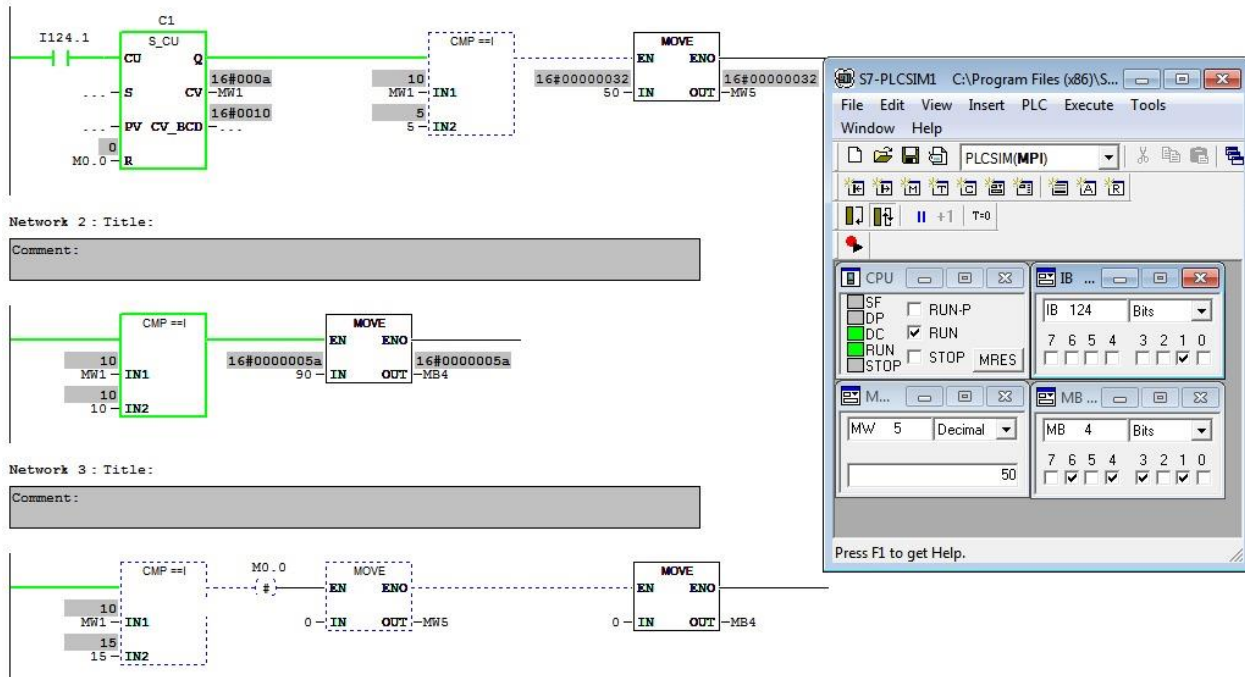 C1
I124.1 S_CU CMP ==I MOVE
CU Q EN ENO
16#000a 10 16#00000032 16#00000032
... S CV MW1 MW1 IN1 50 IN OUT MW5
16#0010 5
... PV CV_BCD ... 5 IN2
0
M0.0 R
Network 2 : Title:
Comment:
CMP ==I MOVE
EN ENO
10 16#0000005a 16#0000005a
MW1 IN1 90 IN OUT MB4
10
10 IN2
Network 3 : Title:
Comment:
CMP ==I M0.0 MOVE MOVE
# EN ENO EN ENO
10
MW1 IN1 0 IN OUT MW5 0 IN OUT MB4
15
15 IN2
S7-PLCSIM1 C:\Program Files (x86)\S...
File Edit View Insert PLC Execute Tools
Window Help
PLCSIM(MPI)
+1 T=0
CPU
SF
DP
DC
RUN
STOP
RUN-P
RUN
STOP MRES
IB ...
IB 124 Bits
7 6 5 4 3 2 1 0
M...
MW 5 Decimal
50
MB ...
MB 4 Bits
7 6 5 4 3 2 1 0
Press F1 to get Help.